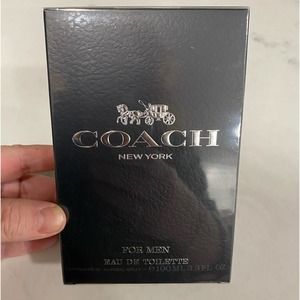 COACH
NEW YORK
FOR MEN
EAU DE TOILETTE
100ML 3.3FL OZ